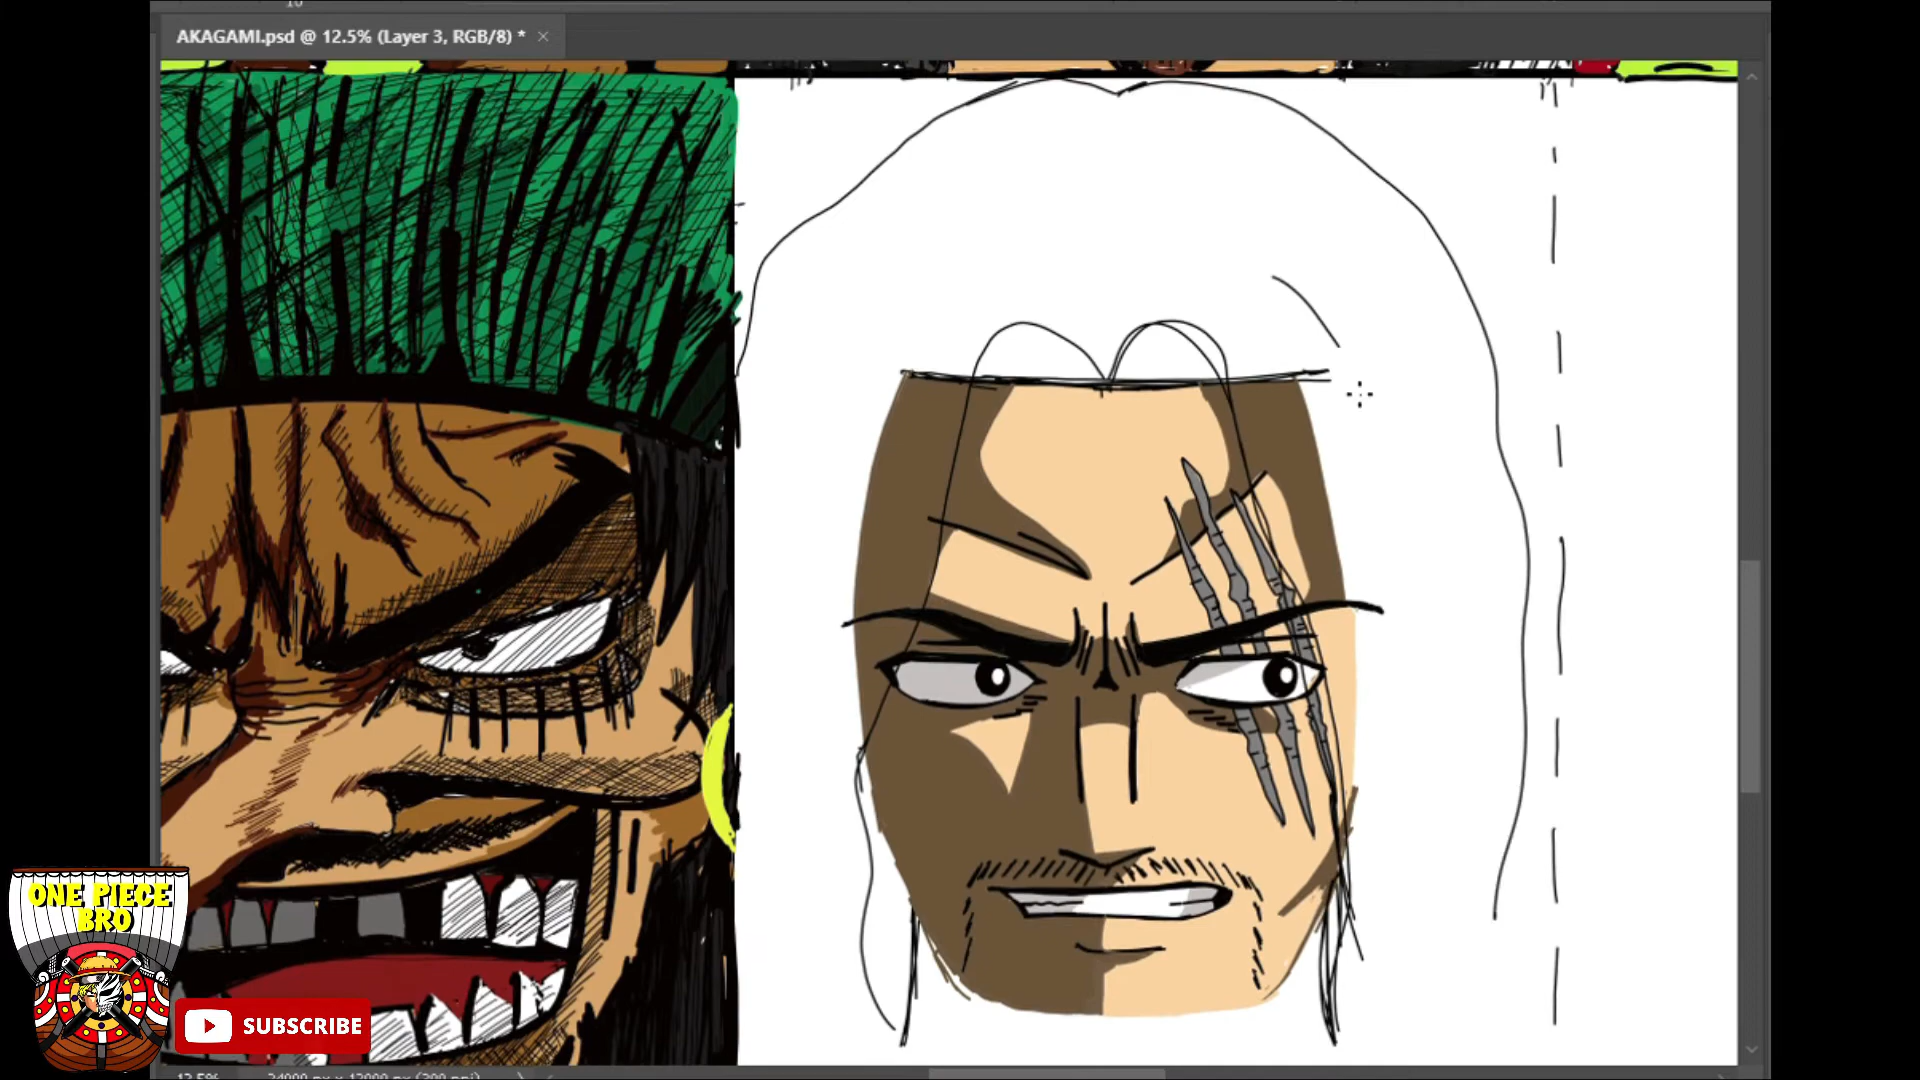 AKAGAMI.psd @ 12.5% (Layer 3, RGB/8) *
ONE PIECE
BRO
SUBSCRIBE